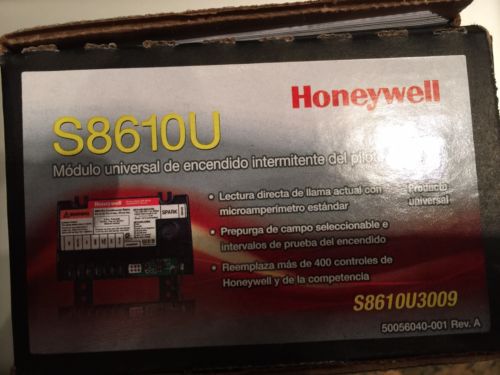 Honeywell
S8610U
Módulo universal de encendido intermitente del piloto
Producto
universal
• Lectura directa de llama actual con
microamperímetro estándar
• Prepurga de campo seleccionable e
intervalos de prueba del encendido
• Reemplaza más de 400 controles de
Honeywell y de la competencia
Honeywell
SPARK
S8610U3009
50056040-001 Rev. A